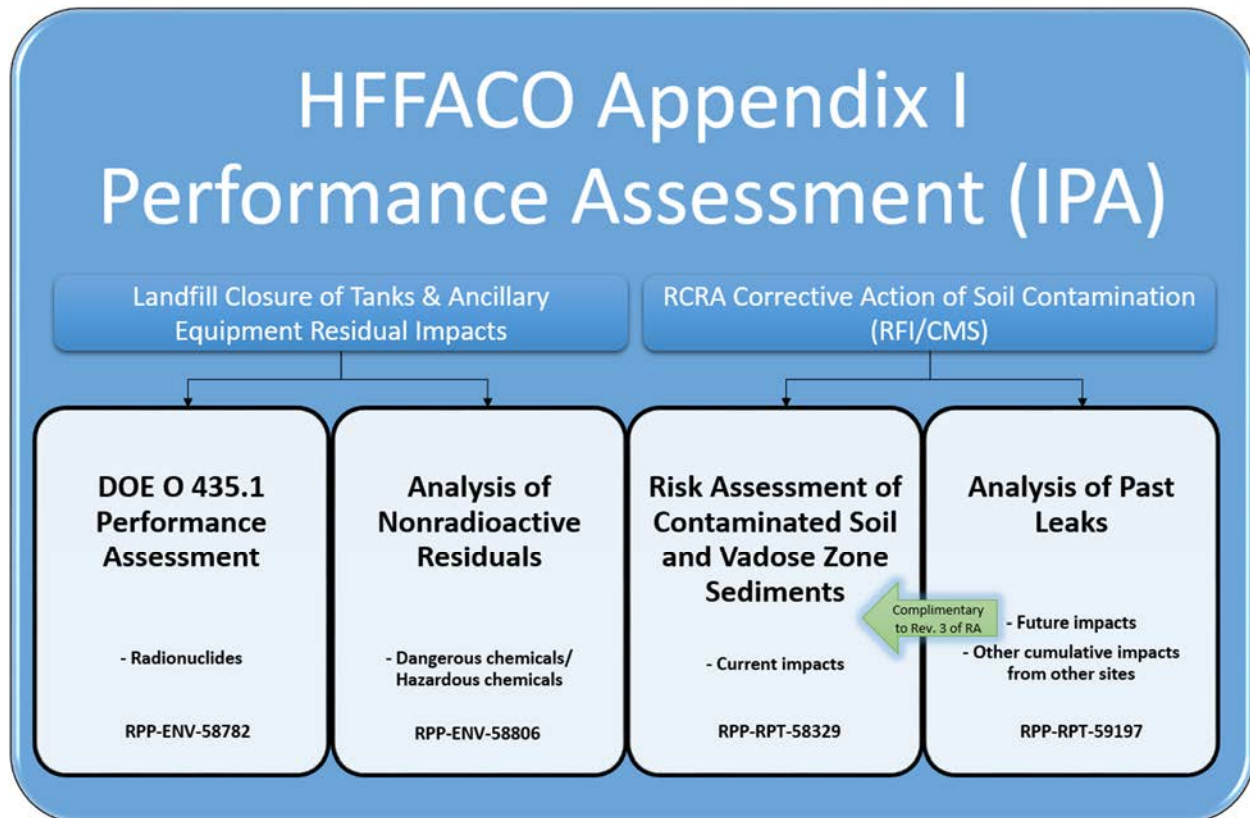 HFFACO Appendix I
Performance Assessment (IPA)
Landfill Closure of Tanks & Ancillary
Equipment Residual Impacts
RCRA Corrective Action of Soil Contamination
(RFI/CMS)
DOE O 435.1
Performance
Assessment
- Radionuclides
RPP-ENV-58782
Analysis of
Nonradioactive
Residuals
- Dangerous chemicals/
Hazardous chemicals
RPP-ENV-58806
Risk Assessment of
Contaminated Soil
and Vadose Zone
Sediments
- Current impacts
RPP-RPT-58329
Complimentary
to Rev. 3 of RA
Analysis of Past
Leaks
- Future impacts
- Other cumulative impacts
from other sites
RPP-RPT-59197